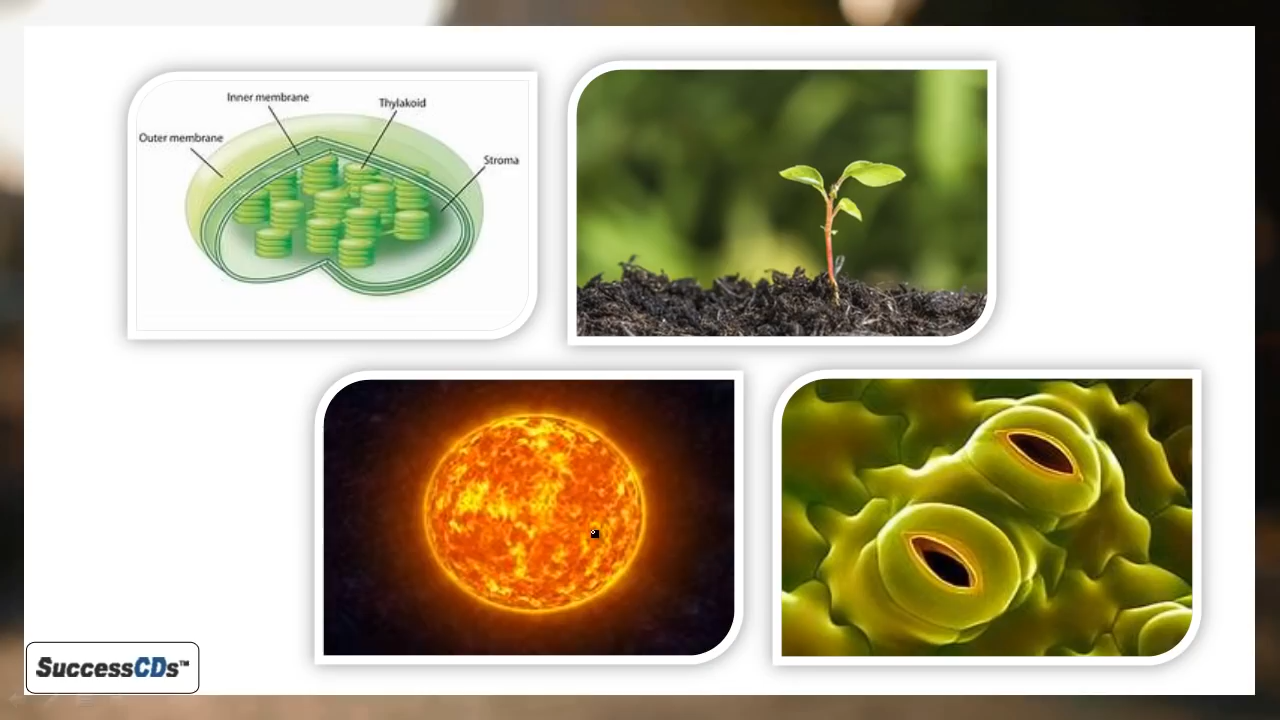 Inner membrane
Thylakoid
Outer membrane
Stroma
SuccessCDs™